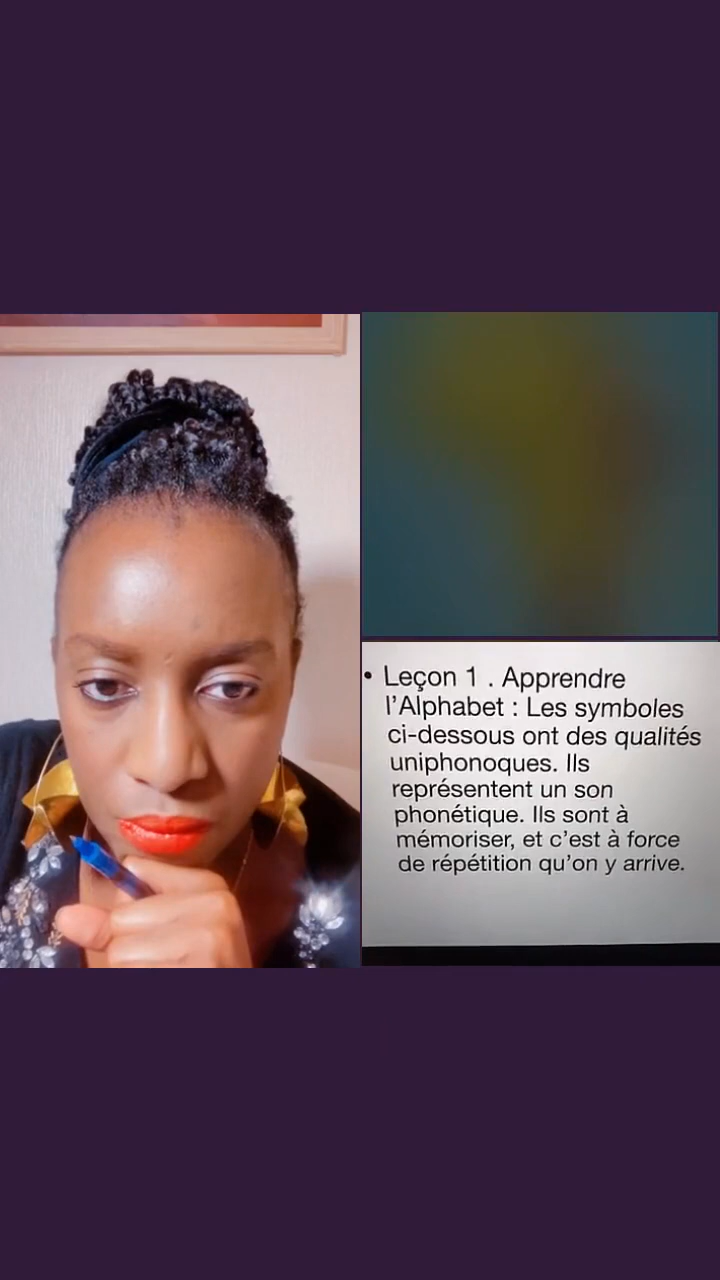 • Leçon 1 . Apprendre
l'Alphabet : Les symboles
ci-dessous ont des qualités
uniphonoques. Ils
représentent un son
phonétique. Ils sont à
mémoriser, et c'est à force
de répétition qu'on y arrive.